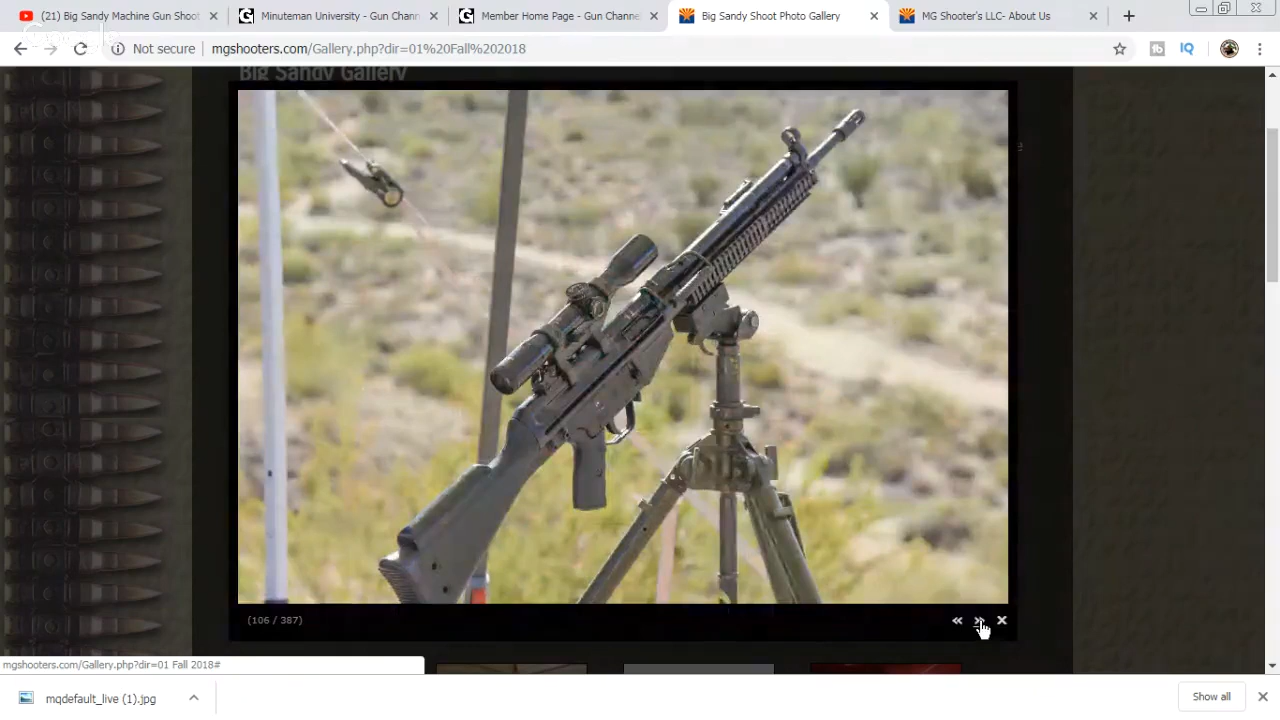 (21) Big Sandy Machine Gun Shoot
Minuteman University - Gun Chann
Member Home Page - Gun Channe
Big Sandy Shoot Photo Gallery
MG Shooter's LLC- About Us
Not secure
mgshooters.com/Gallery.php?dir=01%20Fall%202018
Big Sandy Gallery
(106 / 387)
mgshooters.com/Gallery.php?dir=01 Fall 2018#
mqdefault_live (1).jpg
Show all